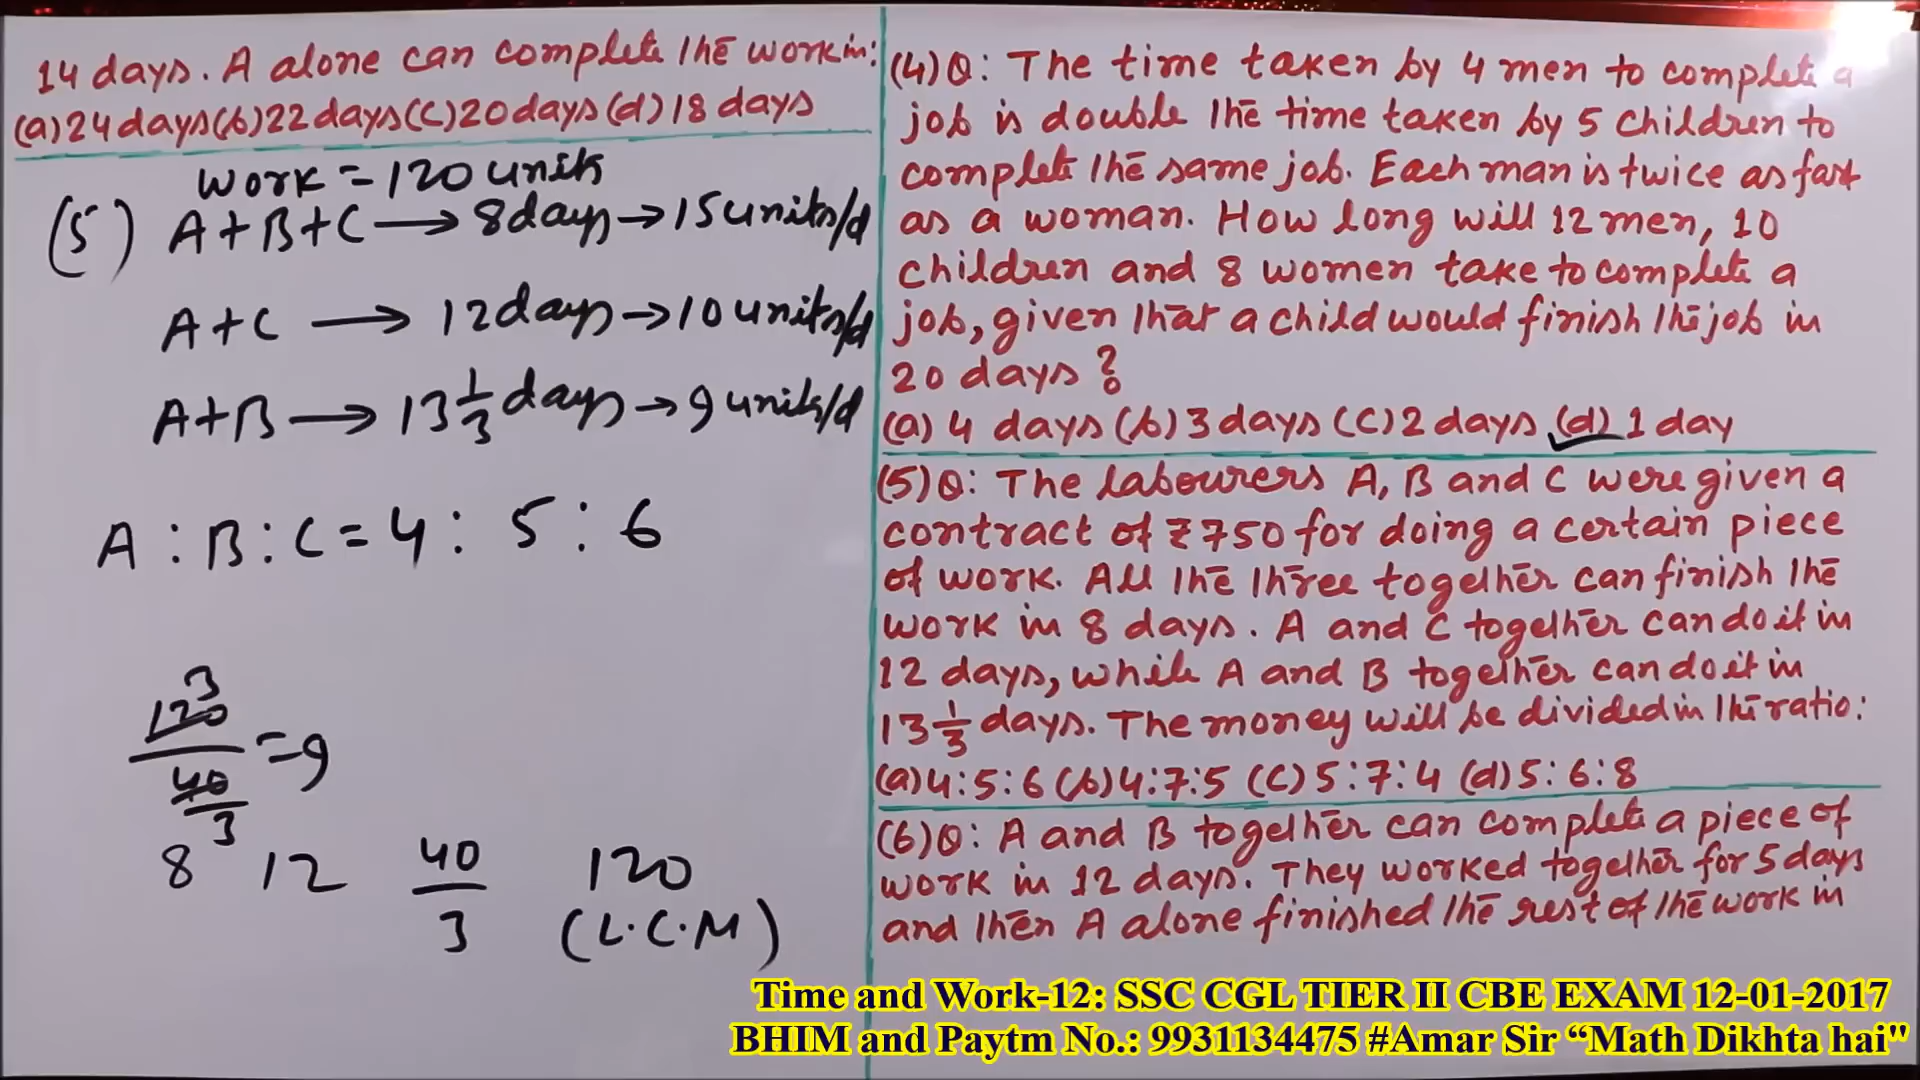 14 days. A alone can complete the work in:
(a) 24 days (b) 22 days (c) 20 days (d) 18 days
Work = 120 units
(5) A+B+C → 8 days → 15 units/d
A+C → 12 days → 10 units/d
A+B → 13 1/3 days → 9 units/d
A : B : C = 4 : 5 : 6
3
120
40
3
= 9
8 12 40/3 120
(L.C.M)
(4) Q: The time taken by 4 men to complete a
job is double the time taken by 5 children to
complete the same job. Each man is twice as fast
as a woman. How long will 12 men, 10
children and 8 women take to complete a
job, given that a child would finish the job in
20 days ?
(a) 4 days (b) 3 days (c) 2 days (d) 1 day
(5) Q: The labourers A, B and C were given a
contract of ₹750 for doing a certain piece
of work. All the three together can finish the
work in 8 days. A and C together can do it in
12 days, while A and B together can do it in
13 1/3 days. The money will be divided in the ratio:
(a) 4:5:6 (b) 4:7:5 (c) 5:7:4 (d) 5:6:8
(6) Q: A and B together can complete a piece of
work in 12 days. They worked together for 5 days
and then A alone finished the rest of the work in
Time and Work-12: SSC CGL TIER II CBE EXAM 12-01-2017
BHIM and Paytm No.: 9931134475 #Amar Sir “Math Dikhta hai"